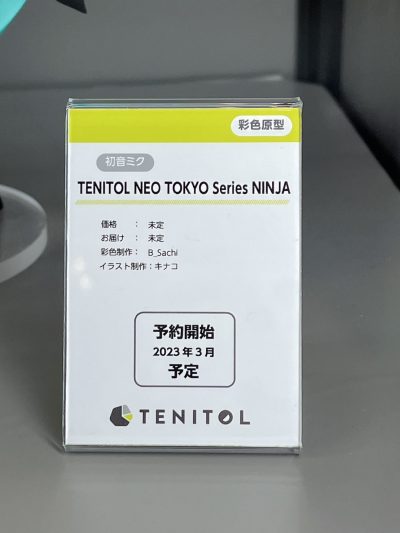 彩色原型
初音ミク
TENITOL NEO TOKYO Series NINJA
価格 : 未定
お届け : 未定
彩色制作: B_Sachi
イラスト制作:キナコ
予約開始
2023年3月
予定
TENITOL